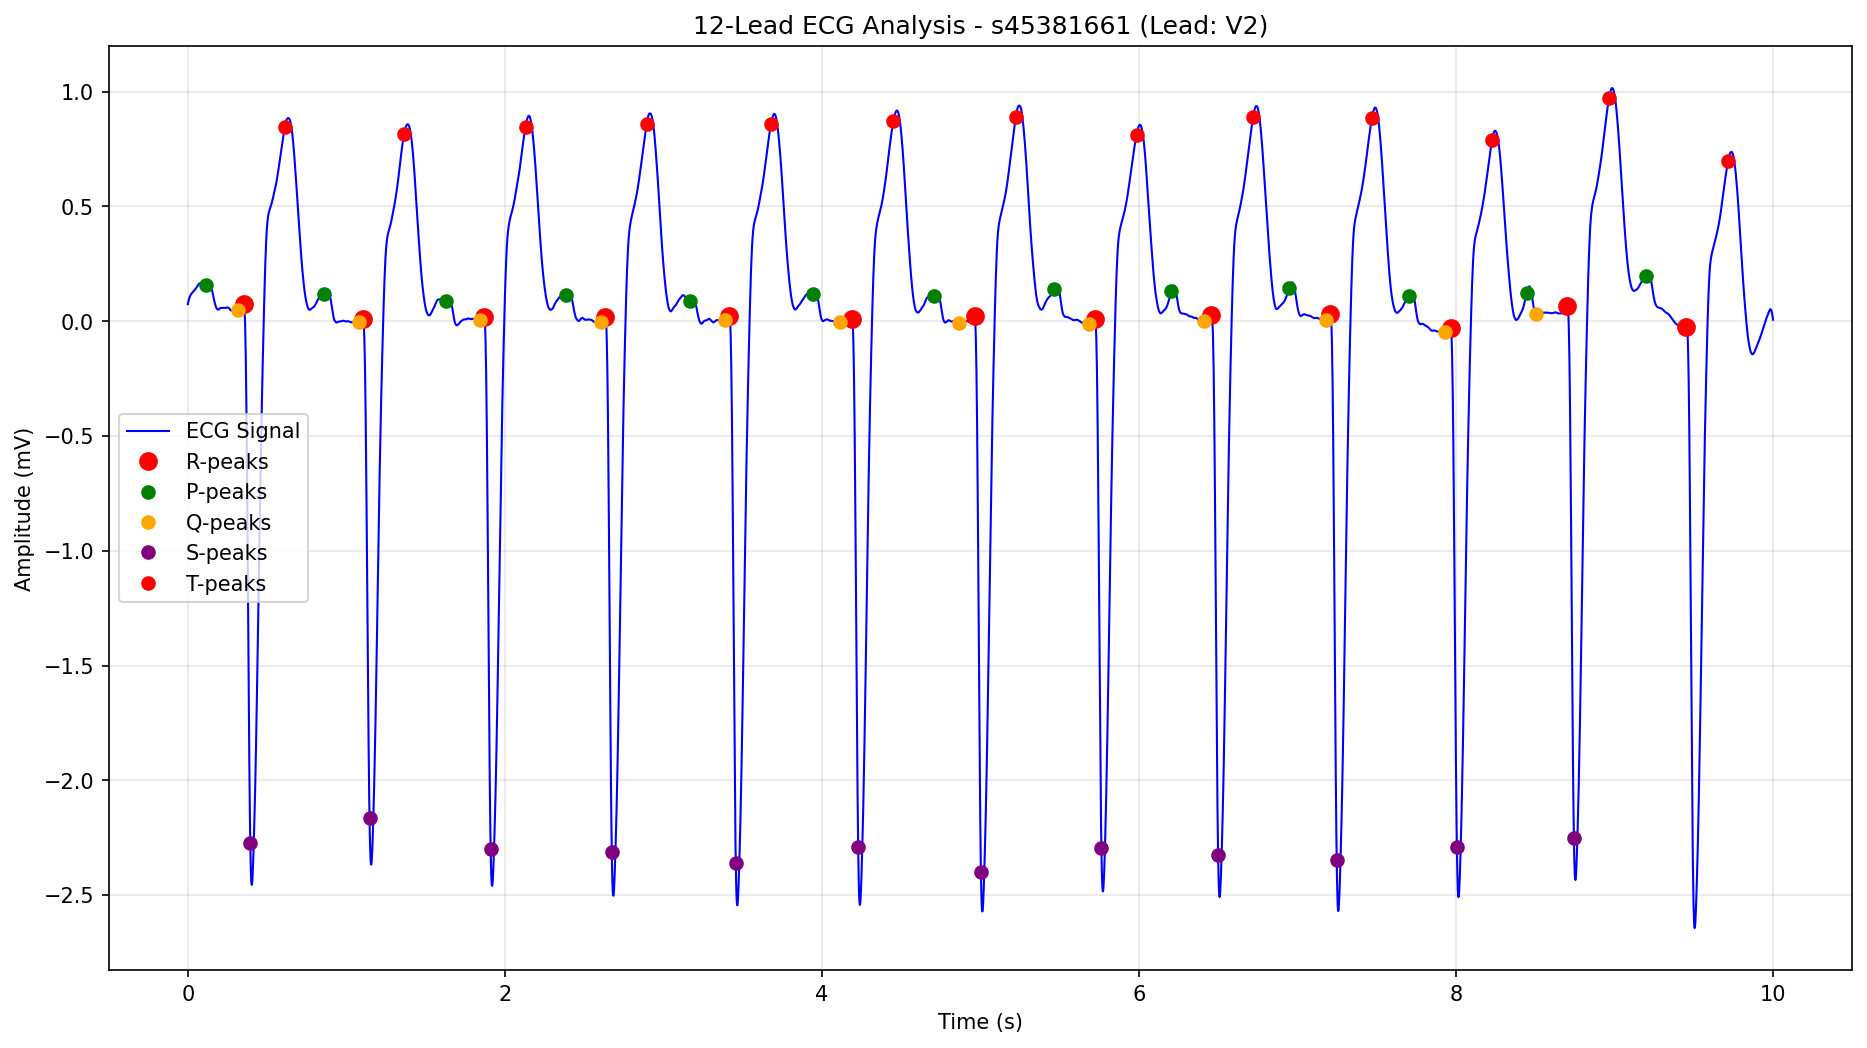 12-Lead ECG Analysis - s45381661 (Lead: V2)
Amplitude (mV)
1.0
0.5
0.0
−0.5
−1.0
−1.5
−2.0
−2.5
ECG Signal
R-peaks
P-peaks
Q-peaks
S-peaks
T-peaks
0 2 4 6 8 10
Time (s)